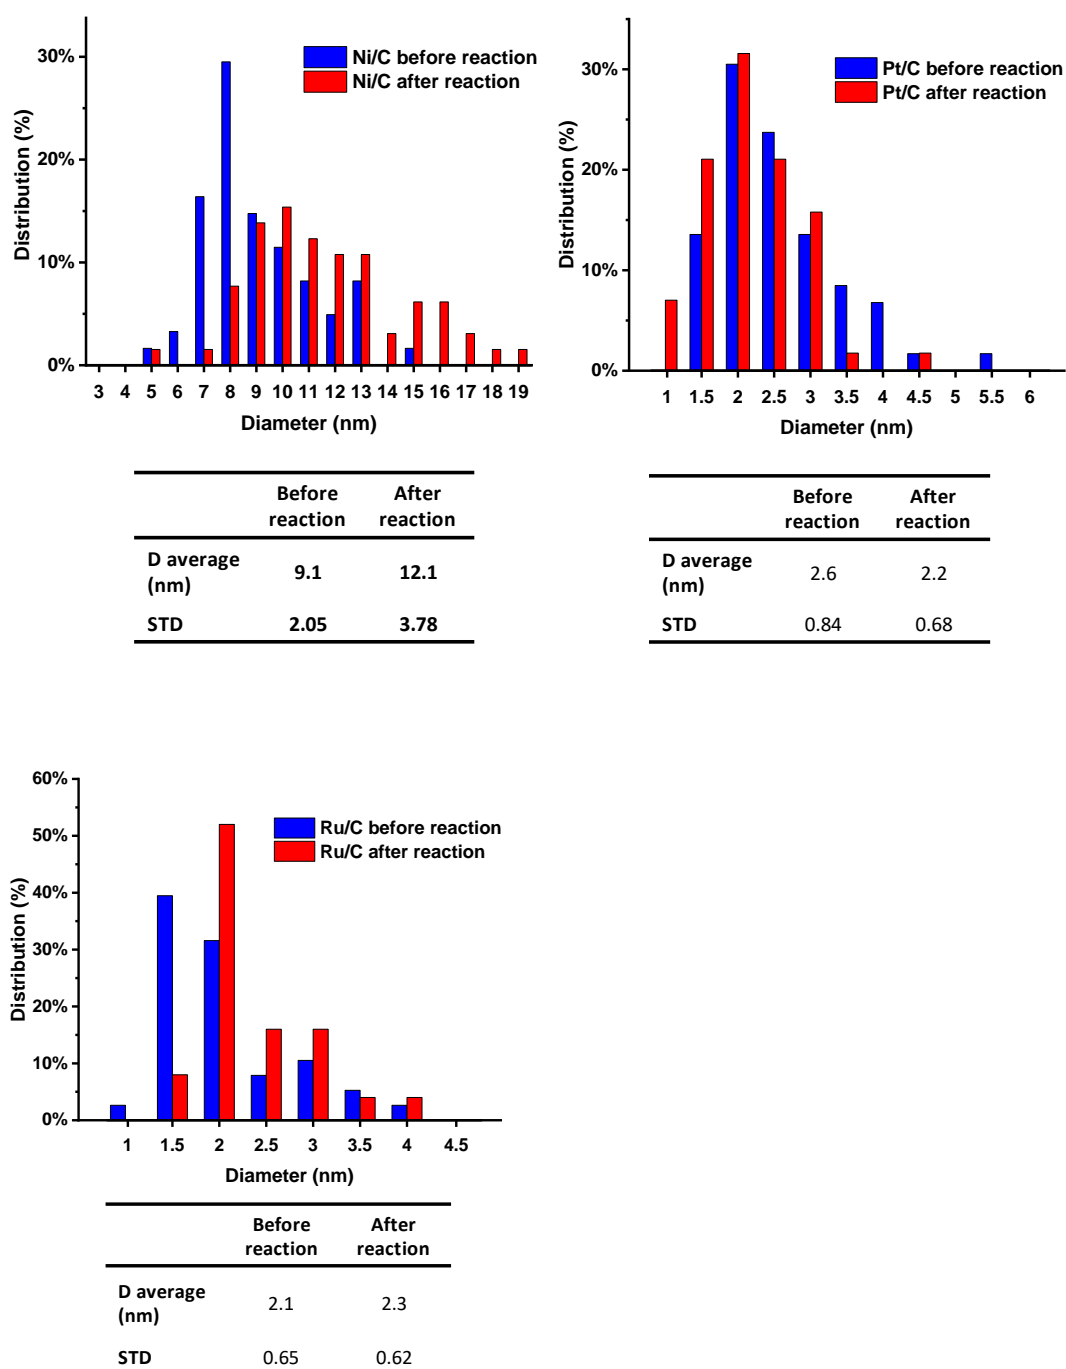 Ni/C before reaction
Ni/C after reaction
30%
20%
10%
0%
Distribution (%)
3 4 5 6 7 8 9 10 11 12 13 14 15 16 17 18 19
Diameter (nm)
Before reaction After reaction
D average (nm) 9.1 12.1
STD 2.05 3.78
Pt/C before reaction
Pt/C after reaction
30%
20%
10%
0%
Distribution (%)
1 1.5 2 2.5 3 3.5 4 4.5 5 5.5 6
Diameter (nm)
Before reaction After reaction
D average (nm) 2.6 2.2
STD 0.84 0.68
60%
50%
40%
30%
20%
10%
0%
Ru/C before reaction
Ru/C after reaction
Distribution (%)
1 1.5 2 2.5 3 3.5 4 4.5
Diameter (nm)
Before reaction After reaction
D average (nm) 2.1 2.3
STD 0.65 0.62